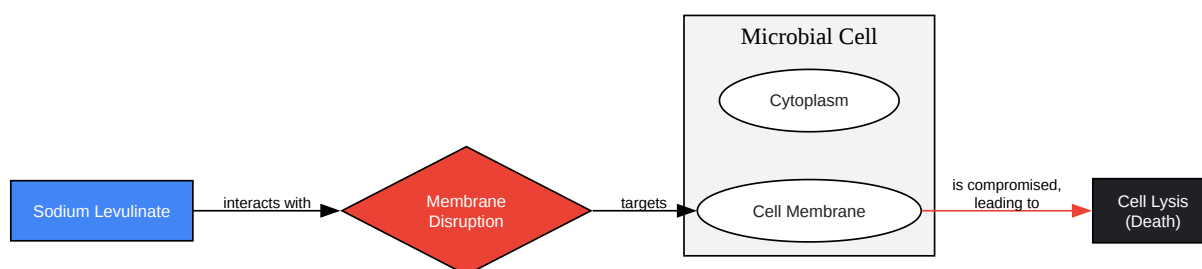 Microbial Cell
Cytoplasm
Sodium Levulinate
interacts with
Membrane
Disruption
targets
Cell Membrane
is compromised,
leading to
Cell Lysis
(Death)